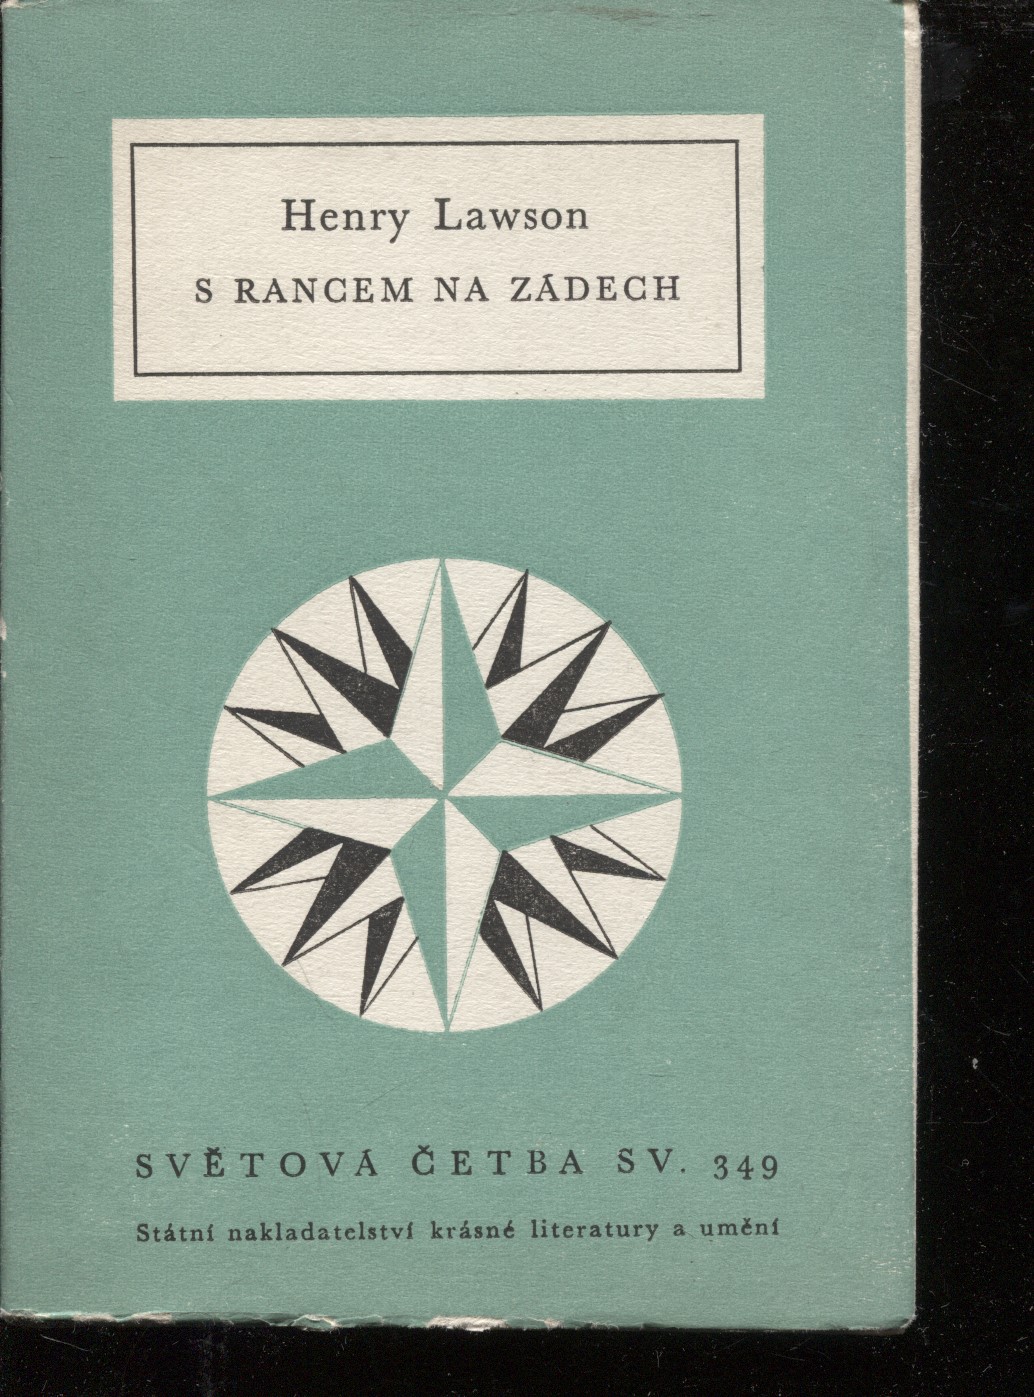 Henry Lawson
S RANCEM NA ZÁDECH
SVĚTOVÁ ČETBA SV. 349
Státní nakladatelství krásné literatury a umění